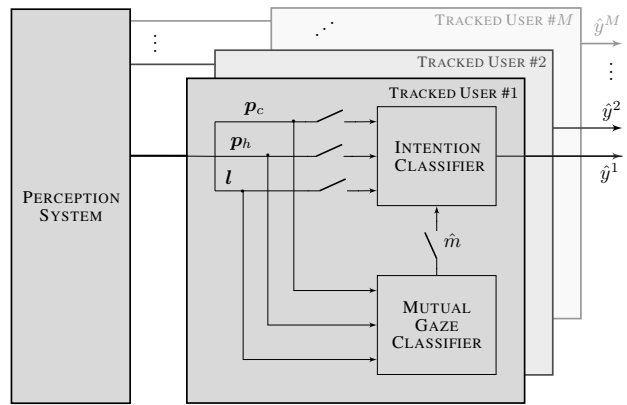 TRACKED USER #M
ŷ^M
TRACKED USER #2
TRACKED USER #1
p_c
ŷ^2
p_h
INTENTION
CLASSIFIER
ŷ^1
l
PERCEPTION
SYSTEM
m̂
MUTUAL
GAZE
CLASSIFIER